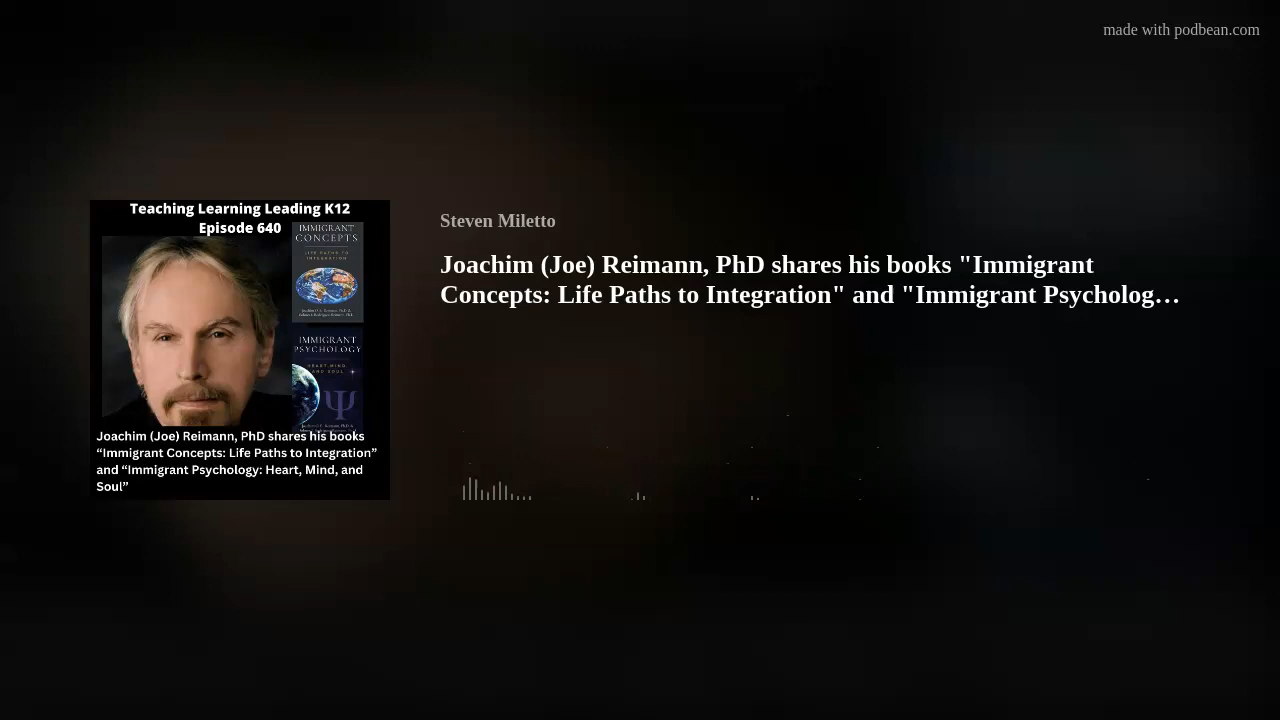 made with podbean.com
Teaching Learning Leading K12
Episode 640
IMMIGRANT
CONCEPTS
LIFE PATHS TO
INTEGRATION
IMMIGRANT
PSYCHOLOGY
HEART, MIND,
AND SOUL
Joachim (Joe) Reimann, PhD shares his books
“Immigrant Concepts: Life Paths to Integration”
and “Immigrant Psychology: Heart, Mind, and
Soul”
Steven Miletto
Joachim (Joe) Reimann, PhD shares his books "Immigrant
Concepts: Life Paths to Integration" and "Immigrant Psycholog…